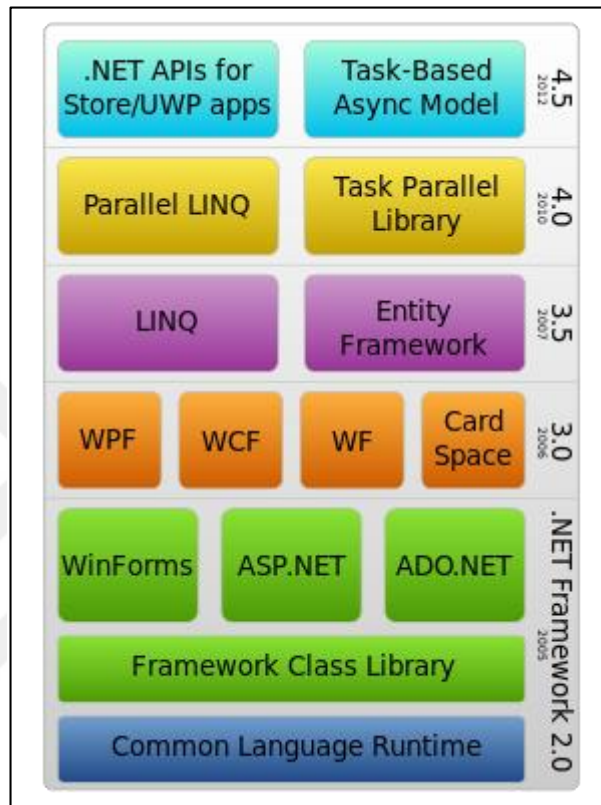 .NET APIs for
Store/UWP apps
Task-Based
Async Model
4.5
2012
Parallel LINQ
Task Parallel
Library
4.0
2010
LINQ
Entity
Framework
3.5
2007
WPF
WCF
WF
Card
Space
3.0
2006
WinForms
ASP.NET
ADO.NET
Framework Class Library
Common Language Runtime
.NET Framework 2.0
2005